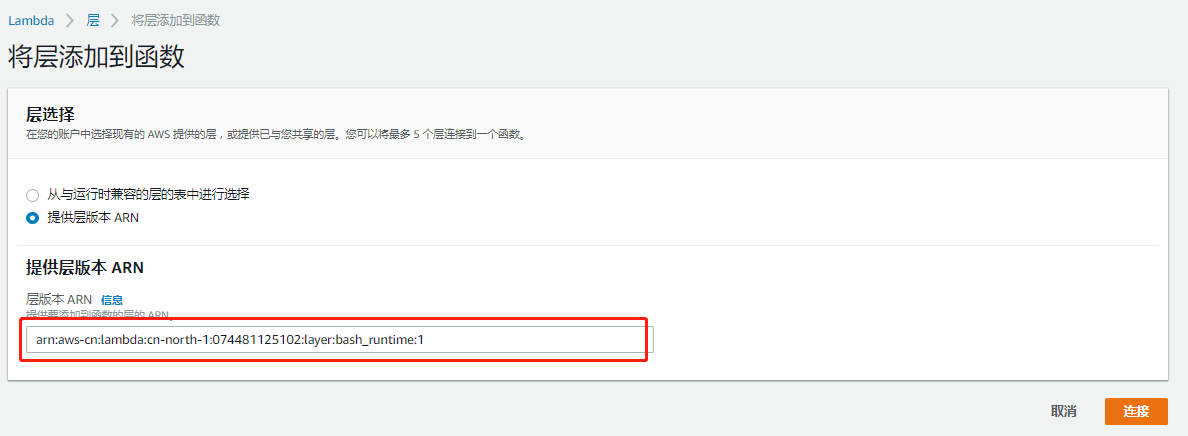 Lambda > 层 > 将层添加到函数
将层添加到函数
层选择
在您的账户中选择现有的 AWS 提供的层，或提供已与您共享的层。您可以将最多 5 个层连接到一个函数。
从与运行时兼容的层的表中进行选择
提供层版本 ARN
提供层版本 ARN
层版本 ARN 信息
提供要添加到函数的层的 ARN。
arn:aws-cn:lambda:cn-north-1:074481125102:layer:bash_runtime:1
取消 连接